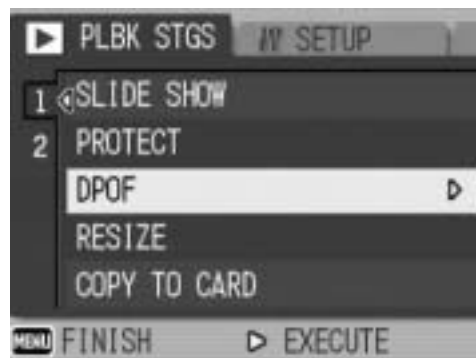 PLBK STGS SETUP
1 SLIDE SHOW
2 PROTECT
DPOF
RESIZE
COPY TO CARD
MENU FINISH EXECUTE